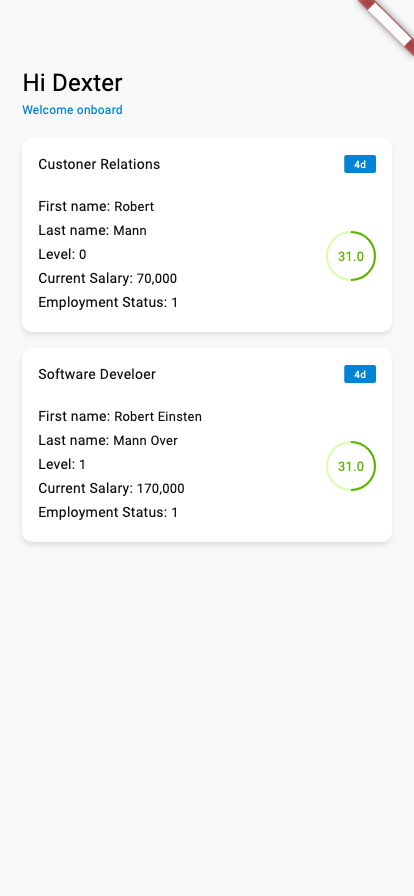 Hi Dexter
Welcome onboard
Custoner Relations
4d
First name: Robert
Last name: Mann
Level: 0
Current Salary: 70,000
Employment Status: 1
31.0
Software Develoer
4d
First name: Robert Einsten
Last name: Mann Over
Level: 1
Current Salary: 170,000
Employment Status: 1
31.0